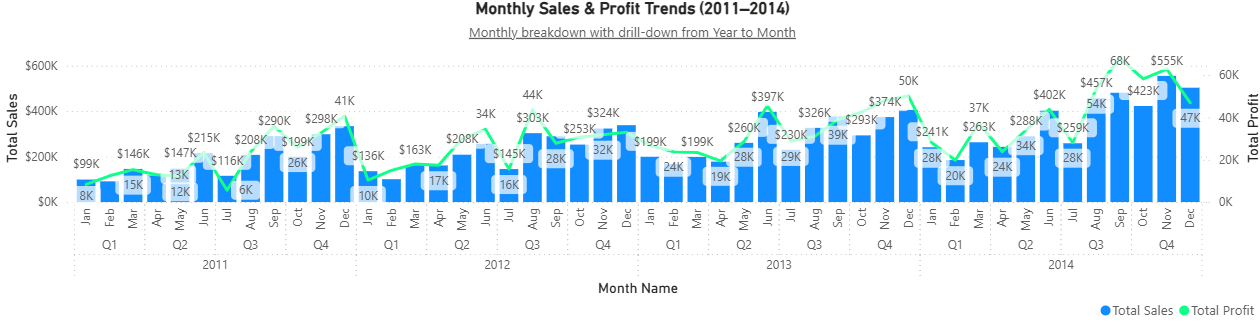 Monthly Sales & Profit Trends (2011–2014)
Monthly breakdown with drill-down from Year to Month
Total Sales
$600K
$400K
$200K
$0K
$99K $146K $147K $215K $116K $208K $290K $199K $298K $136K $163K $208K $145K $303K $253K $324K $199K $199K $260K $397K $230K $326K $293K $374K $241K $263K $288K $402K $259K $457K $423K $555K
8K 15K 13K 12K 6K 26K 41K 10K 17K 34K 16K 44K 28K 32K 24K 19K 28K 29K 39K 50K 28K 20K 37K 24K 34K 28K 54K 68K 47K
60K
40K
20K
0K
Total Profit
Jan Feb Mar Apr May Jun Jul Aug Sep Oct Nov Dec Jan Feb Mar Apr May Jun Jul Aug Sep Oct Nov Dec Jan Feb Mar Apr May Jun Jul Aug Sep Oct Nov Dec Jan Feb Mar Apr May Jun Jul Aug Sep Oct Nov Dec
Q1 Q2 Q3 Q4 Q1 Q2 Q3 Q4 Q1 Q2 Q3 Q4 Q1 Q2 Q3 Q4
2011 2012 2013 2014
Month Name
Total Sales Total Profit